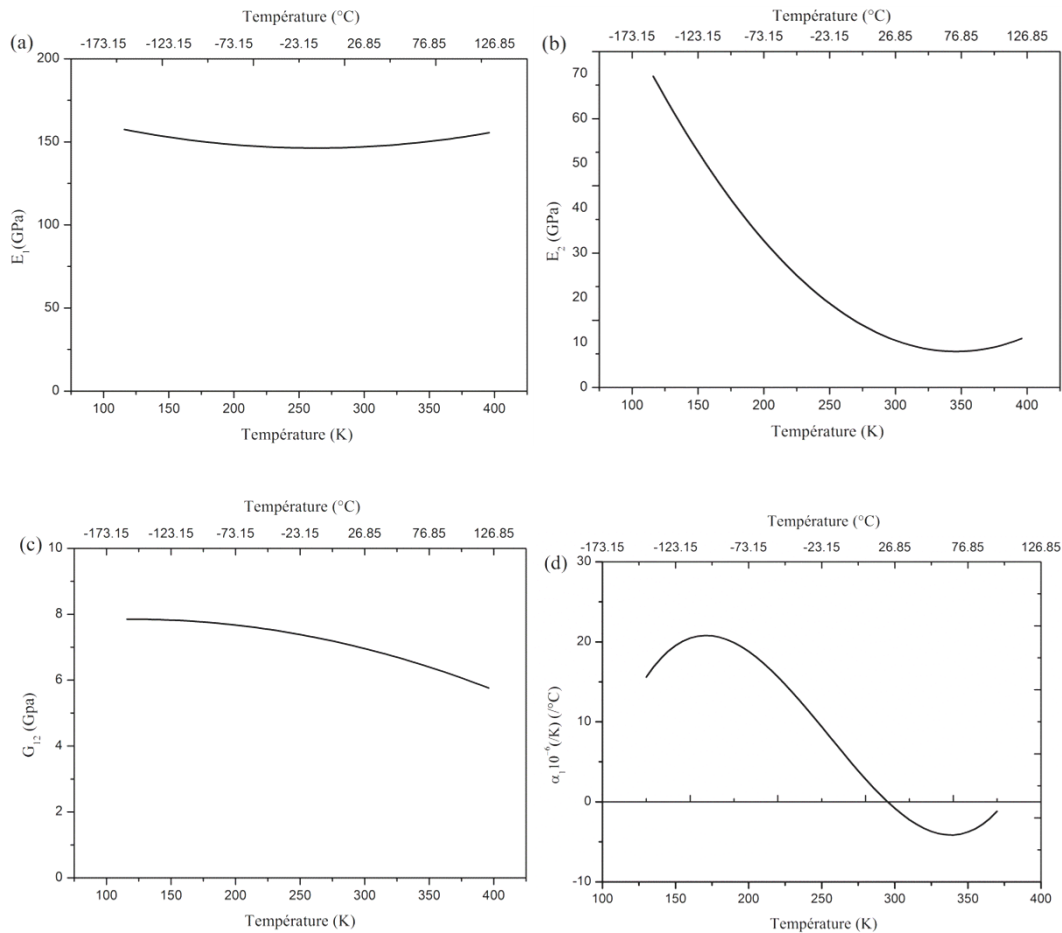 Température (°C)
(a)
-173.15 -123.15 -73.15 -23.15 26.85 76.85 126.85
200
150
100
50
0
E1(GPa)
100 150 200 250 300 350 400
Température (K)
Température (°C)
(b)
-173.15 -123.15 -73.15 -23.15 26.85 76.85 126.85
70
60
50
40
30
20
10
0
E2 (GPa)
100 150 200 250 300 350 400
Température (K)
Température (°C)
-173.15 -123.15 -73.15 -23.15 26.85 76.85 126.85
(c)
10
8
6
4
2
0
G12 (Gpa)
100 150 200 250 300 350 400
Température (K)
Température (°C)
-173.15 -123.15 -73.15 -23.15 26.85 76.85 126.85
(d)
30
20
10
0
-10
α1 10⁻⁶(/K) (/°C)
100 150 200 250 300 350 400
Température (K)